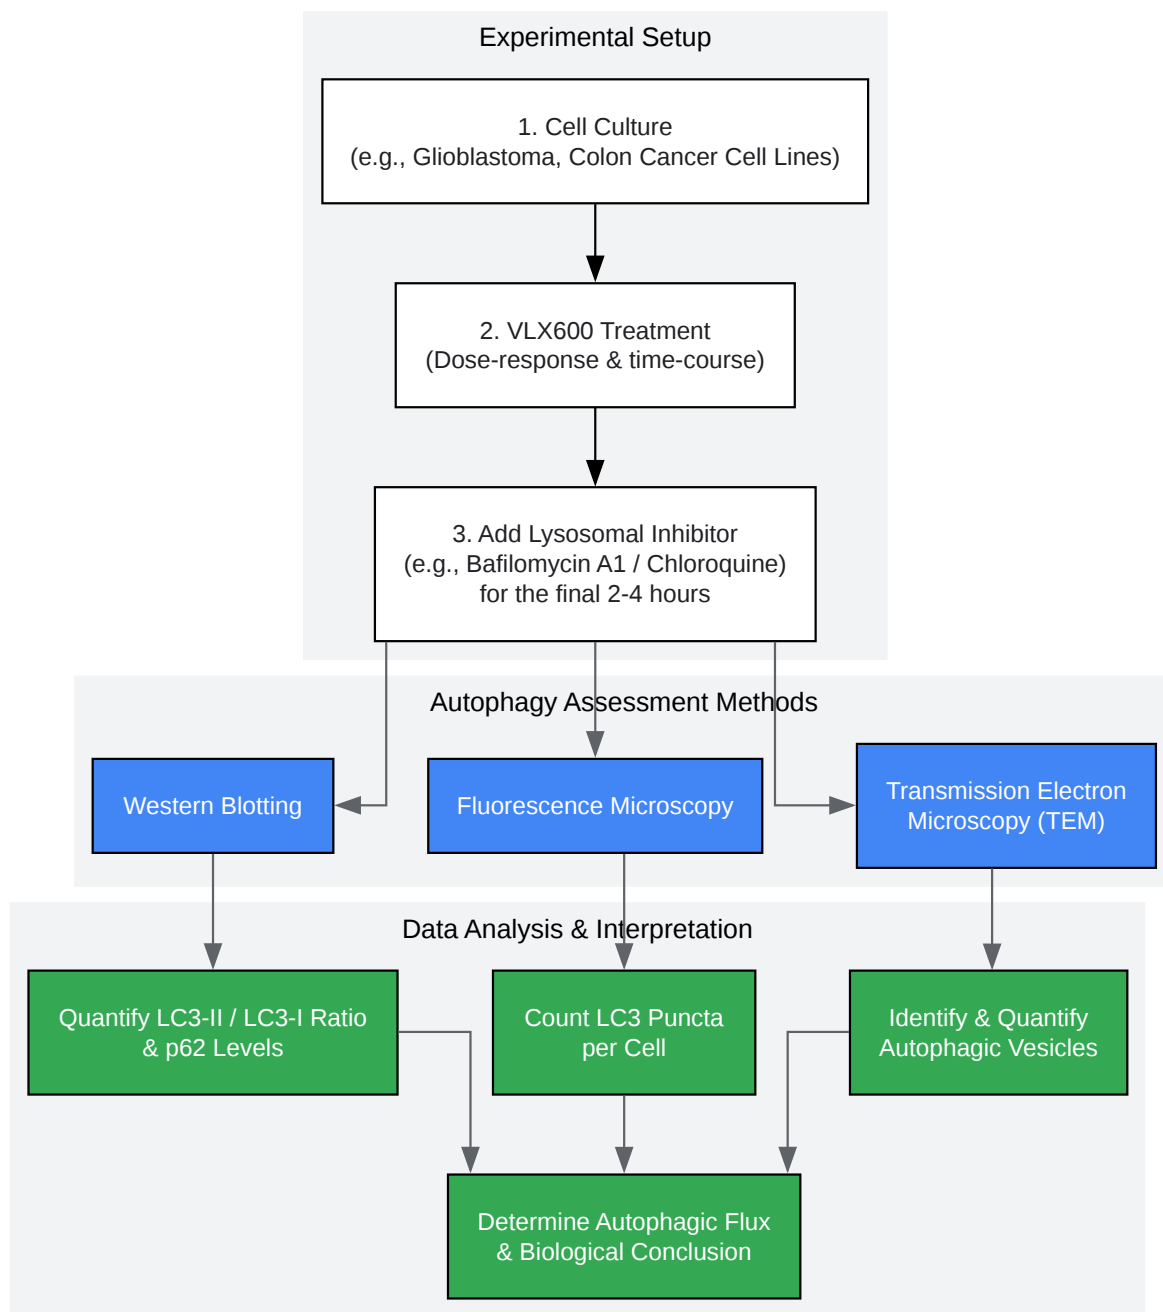 Experimental Setup
1. Cell Culture
(e.g., Glioblastoma, Colon Cancer Cell Lines)
2. VLX600 Treatment
(Dose-response & time-course)
3. Add Lysosomal Inhibitor
(e.g., Bafilomycin A1 / Chloroquine)
for the final 2-4 hours
Autophagy Assessment Methods
Western Blotting
Fluorescence Microscopy
Transmission Electron
Microscopy (TEM)
Data Analysis & Interpretation
Quantify LC3-II / LC3-I Ratio
& p62 Levels
Count LC3 Puncta
per Cell
Identify & Quantify
Autophagic Vesicles
Determine Autophagic Flux
& Biological Conclusion